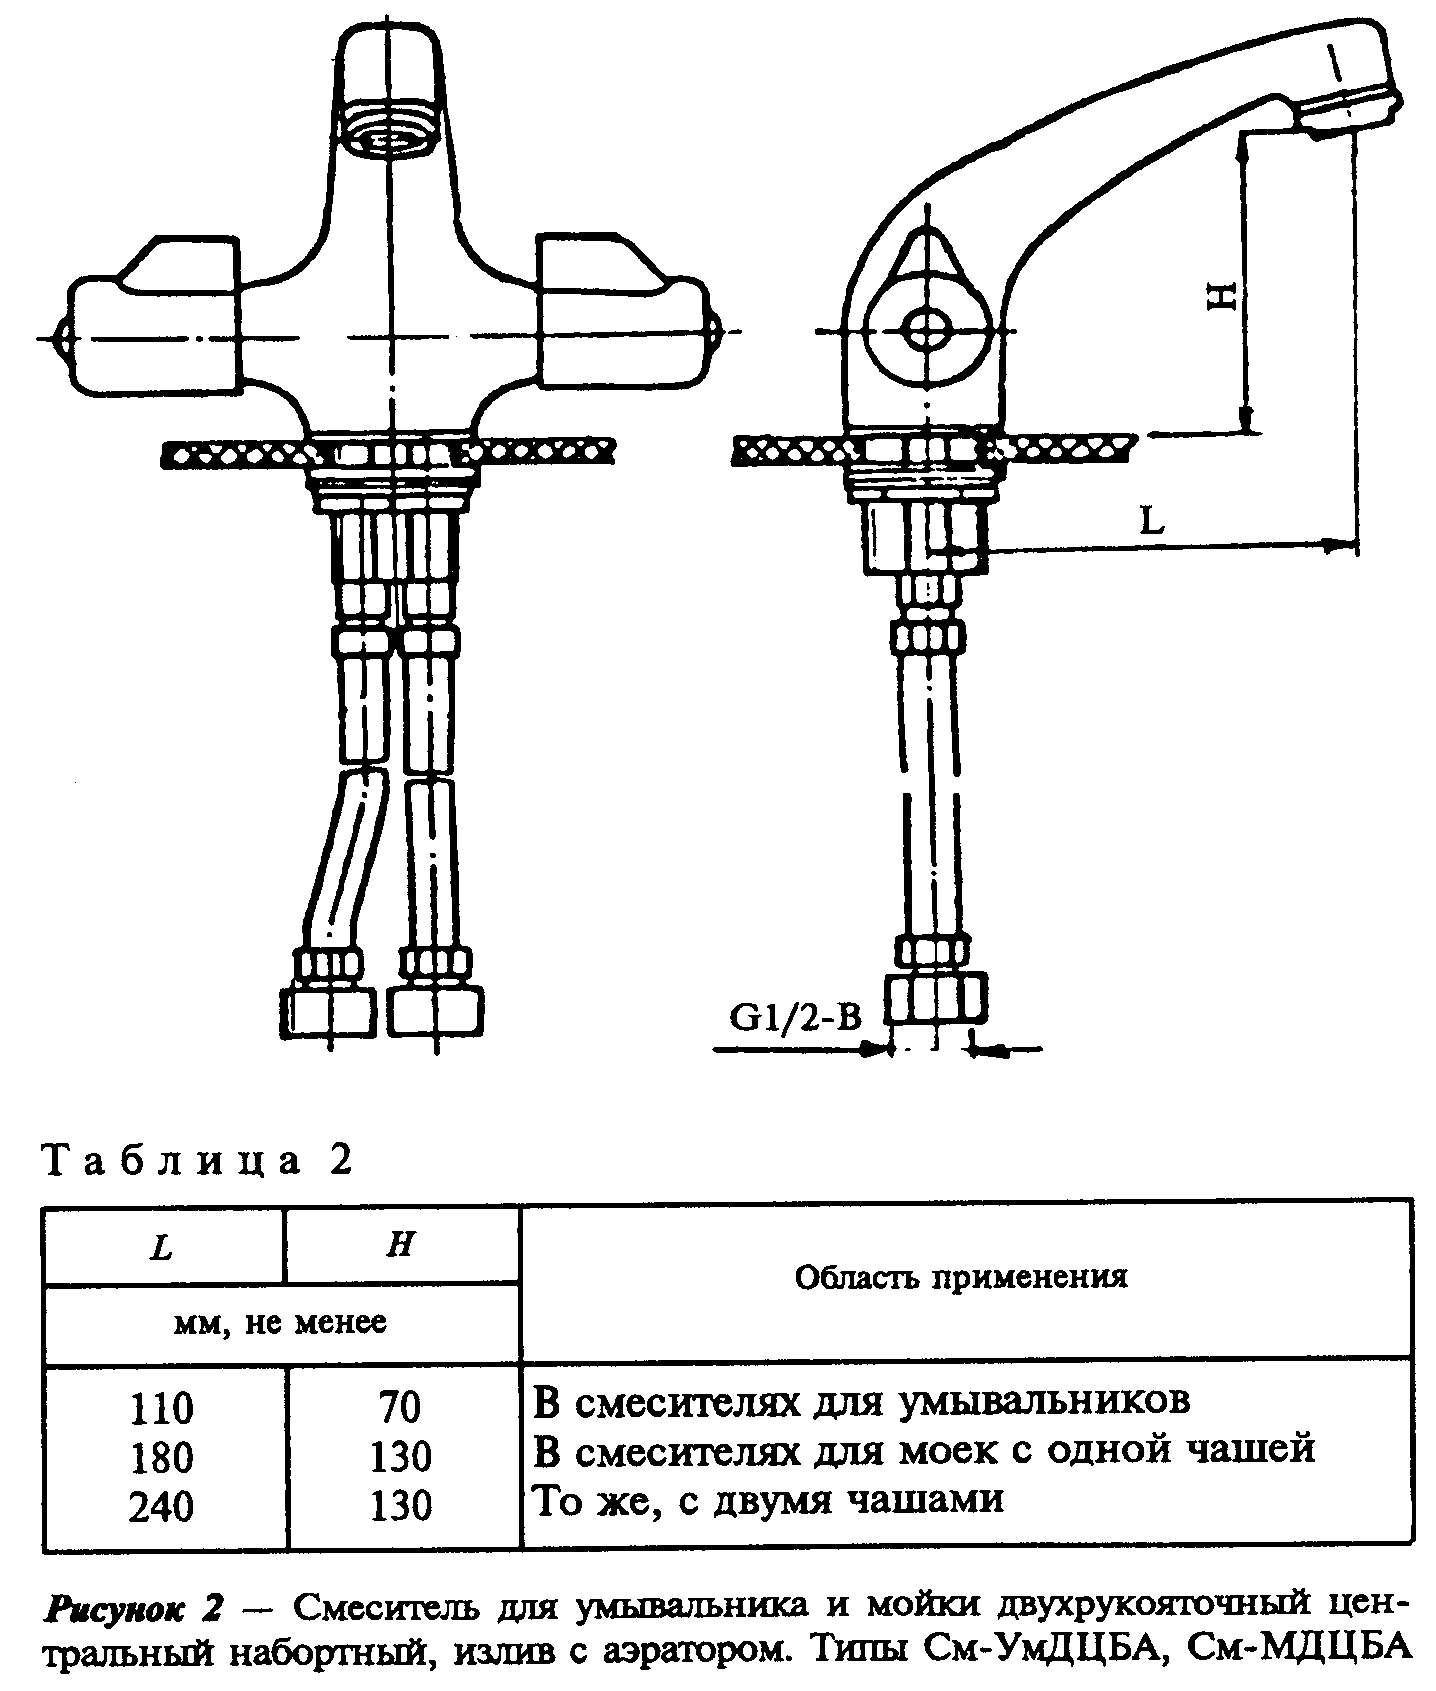 H
L
G1/2-B
Таблица 2
L H Область применения
мм, не менее
110 70 В смесителях для умывальников
180 130 В смесителях для моек с одной чашей
240 130 То же, с двумя чашами
Рисунок 2 — Смеситель для умывальника и мойки двухрукояточный цен-
тральный набортный, излив с аэратором. Типы См-УмДЦБА, См-МДЦБА